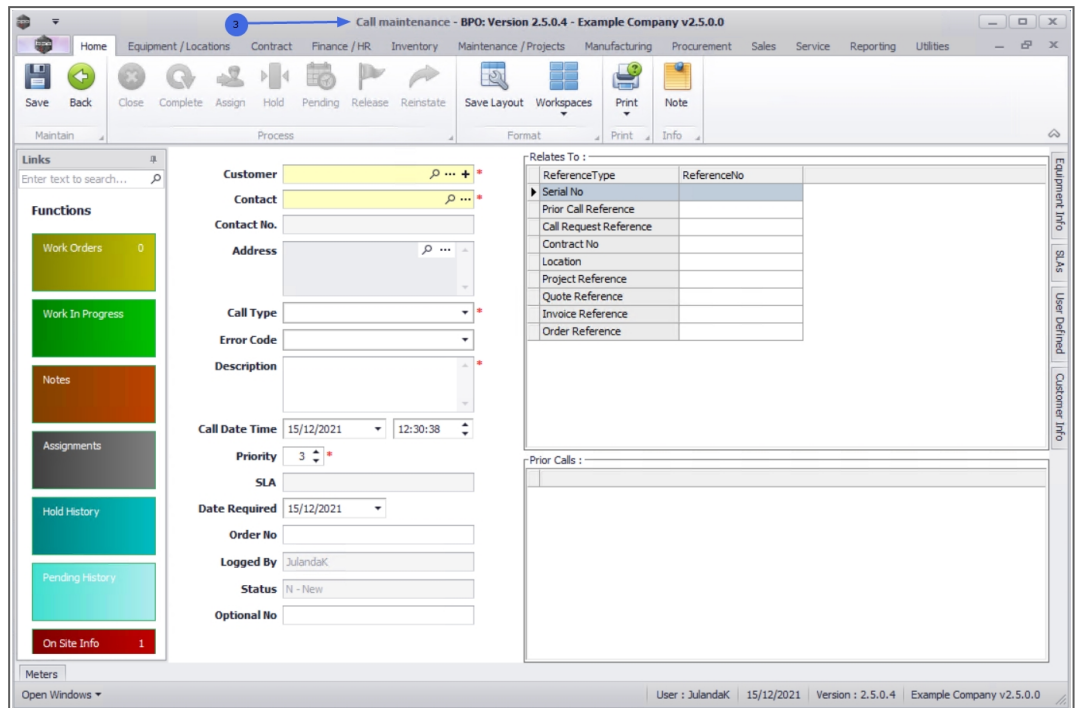 3
Call maintenance - BPO: Version 2.5.0.4 - Example Company v2.5.0.0
Home Equipment / Locations Contract Finance / HR Inventory Maintenance / Projects Manufacturing Procurement Sales Service Reporting Utilities
Save Back Close Complete Assign Hold Pending Release Reinstate Save Layout Workspaces Print Note
Maintain Process Format Print Info
Links
Enter text to search...
Functions
Work Orders 0
Work In Progress
Notes
Assignments
Hold History
Pending History
On Site Info 1
Customer *
Contact *
Contact No.
Address
Call Type *
Error Code
Description *
Call Date Time 15/12/2021 12:30:38
Priority 3 *
SLA
Date Required 15/12/2021
Order No
Logged By JulandaK
Status N - New
Optional No
Relates To :
ReferenceType ReferenceNo
Serial No
Prior Call Reference
Call Request Reference
Contract No
Location
Project Reference
Quote Reference
Invoice Reference
Order Reference
Prior Calls :
Equipment Info
SLAs
User Defined
Customer Info
Meters
Open Windows
User : JulandaK 15/12/2021 Version : 2.5.0.4 Example Company v2.5.0.0